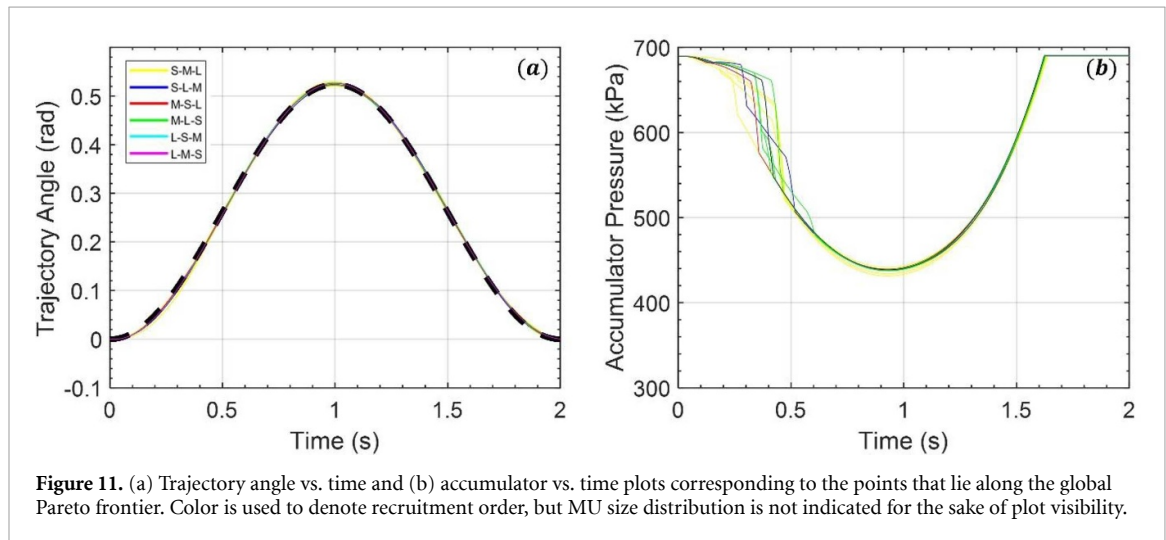 (a)
S-M-L
S-L-M
M-S-L
M-L-S
L-S-M
L-M-S
Trajectory Angle (rad)
0.5
0.4
0.3
0.2
0.1
0
-0.1
0
0.5
1
1.5
2
Time (s)
(b)
Accumulator Pressure (kPa)
700
600
500
400
300
0
0.5
1
1.5
2
Time (s)
Figure 11. (a) Trajectory angle vs. time and (b) accumulator vs. time plots corresponding to the points that lie along the global
Pareto frontier. Color is used to denote recruitment order, but MU size distribution is not indicated for the sake of plot visibility.